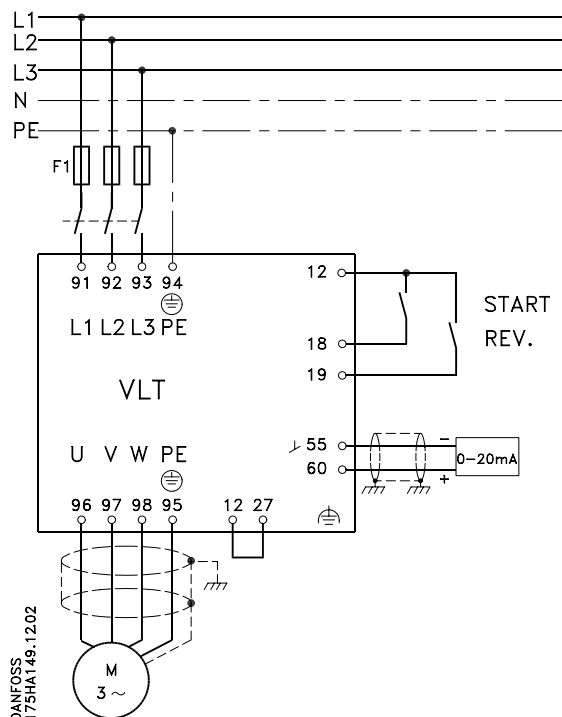 L1
L2
L3
N
PE
F1
91 92 93 94
L1 L2 L3 PE
12
START
REV.
18
19
VLT
U V W PE
55
60
-
0-20mA
+
96 97 98 95
12 27
M
3~
DANFOSS
175HA149.12.02